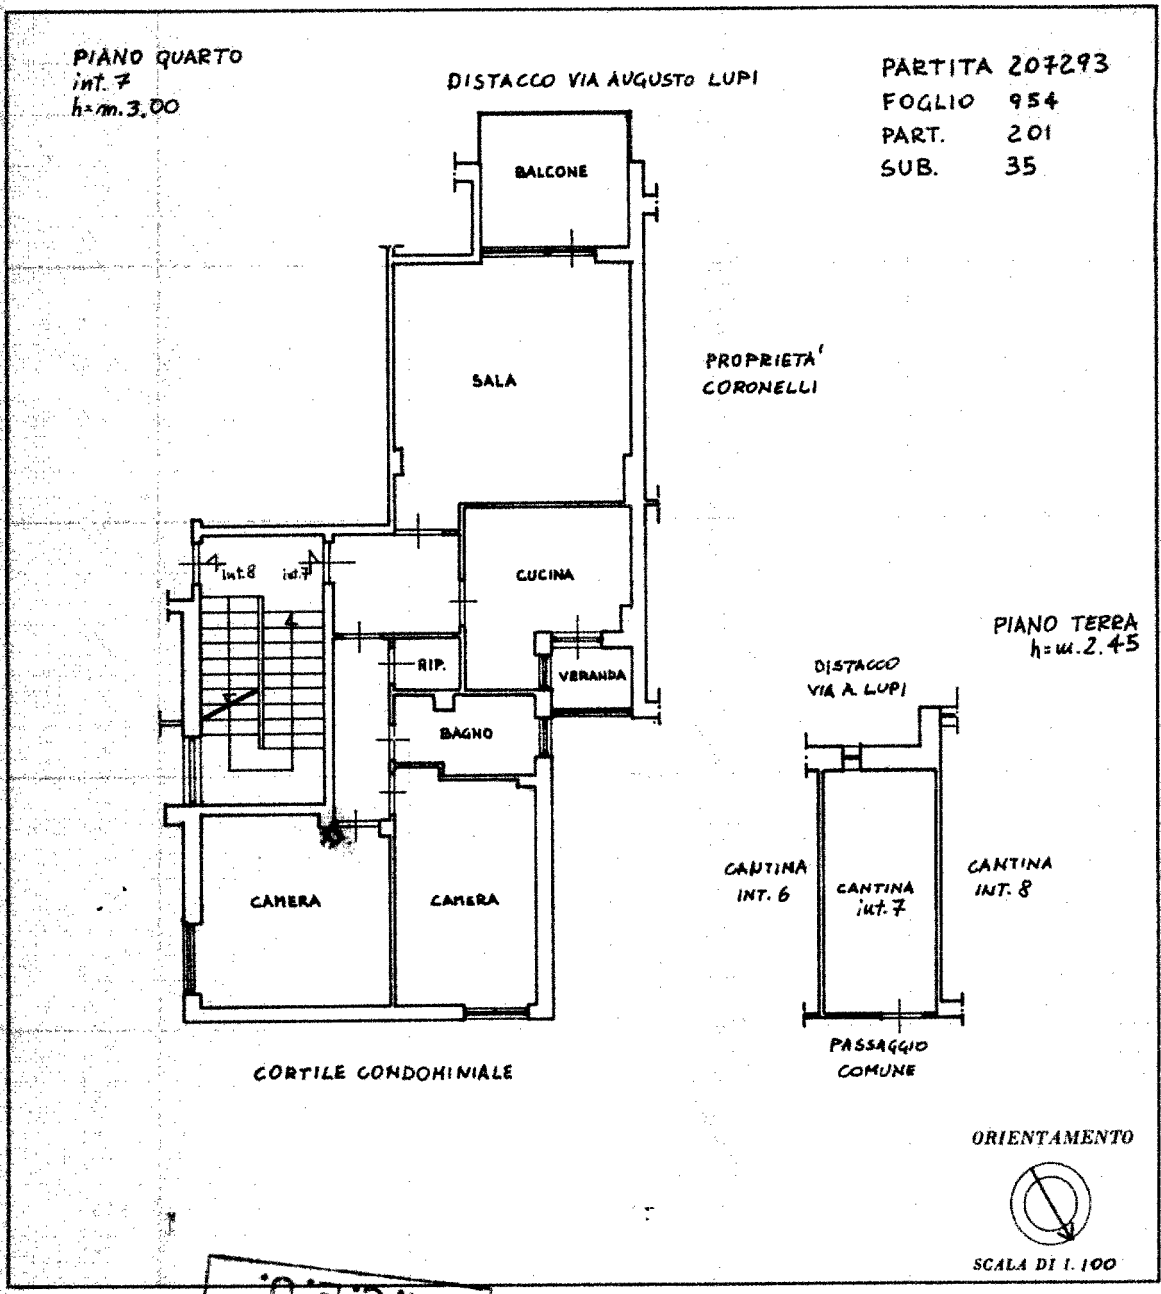 PIANO QUARTO
int. 7
h=m.3,00
DISTACCO VIA AUGUSTO LUPI
PARTITA 207293
FOGLIO 954
PART. 201
SUB. 35
BALCONE
SALA
PROPRIETA'
CORONELLI
int.8
int.7
CUCINA
RIP.
VERANDA
BAGNO
CAMERA
CAMERA
CORTILE CONDOMINIALE
PIANO TERRA
h=m.2.45
DISTACCO
VIA A. LUPI
CANTINA
INT. 6
CANTINA
int.7
CANTINA
INT. 8
PASSAGGIO
COMUNE
ORIENTAMENTO
SCALA DI 1:100